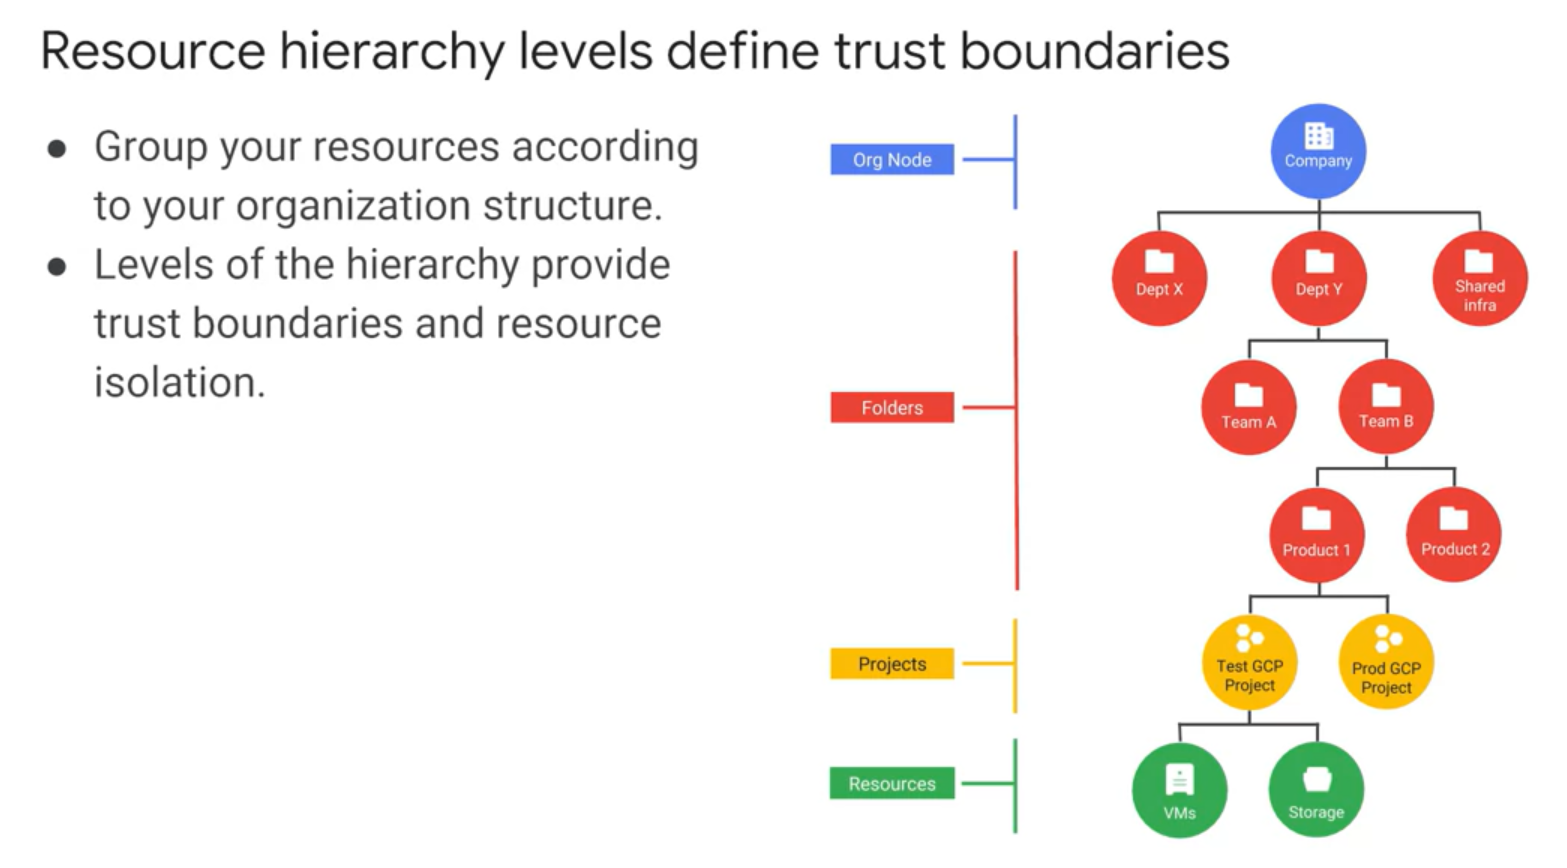 Resource hierarchy levels define trust boundaries
● Group your resources according
to your organization structure.
● Levels of the hierarchy provide
trust boundaries and resource
isolation.
Org Node
Company
Dept X
Dept Y
Shared
infra
Folders
Team A
Team B
Product 1
Product 2
Projects
Test GCP
Project
Prod GCP
Project
Resources
VMs
Storage